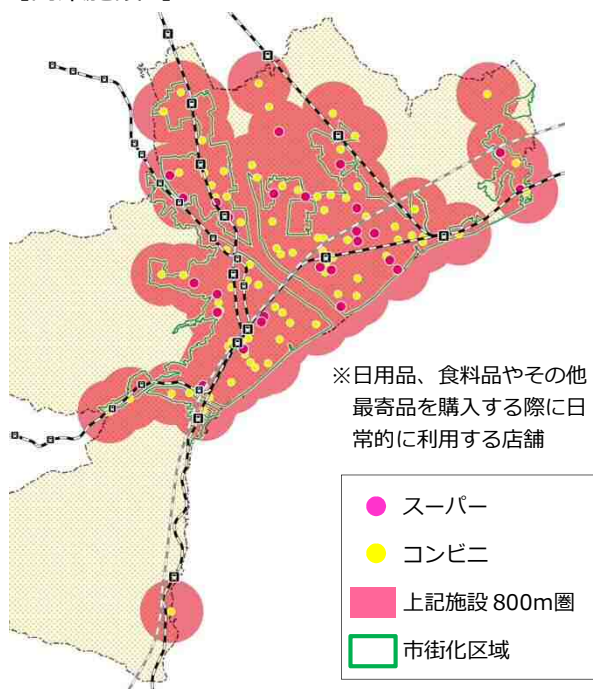 ※日用品、食料品やその他
最寄品を購入する際に日
常的に利用する店舗
スーパー
コンビニ
上記施設 800m圏
市街化区域